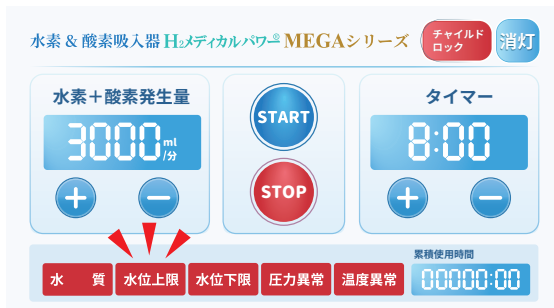 水素 & 酸素吸入器 H₂メディカルパワー® MEGAシリーズ
チャイルド
ロック
消灯
水素＋酸素発生量
3000 ml/分
＋ －
START
STOP
タイマー
8:00
＋ －
累積使用時間
水 質
水位上限
水位下限
圧力異常
温度異常
00000:00